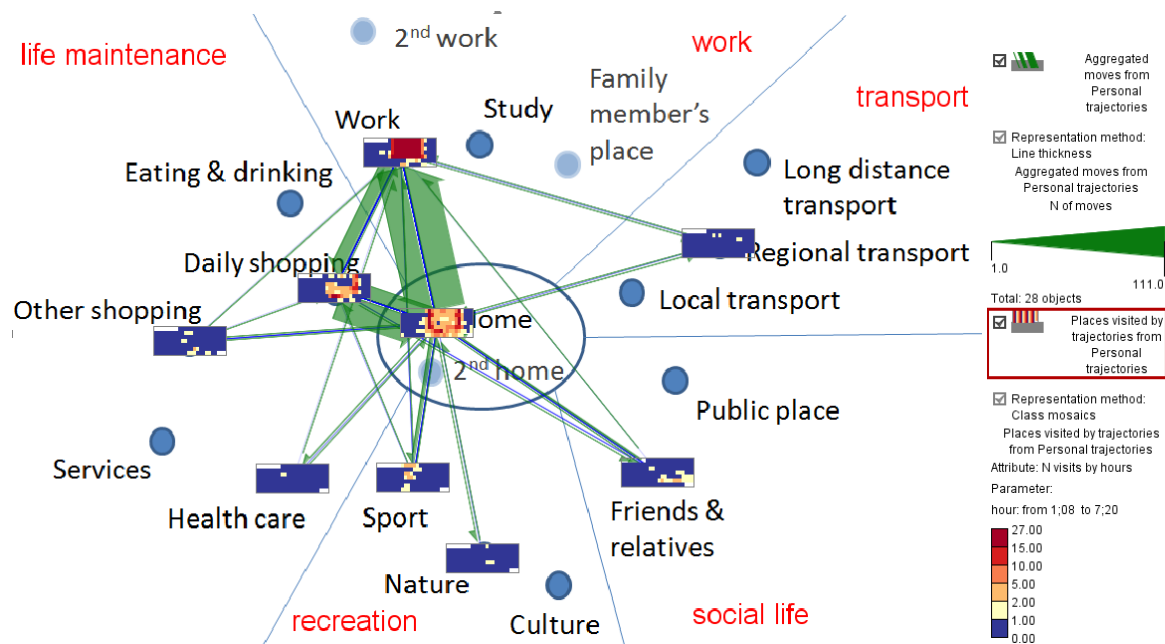 life maintenance
2nd work
work
Family
member's
place
transport
Work
Study
Eating & drinking
Long distance
transport
Daily shopping
Regional transport
Other shopping
Local transport
ome
2nd home
Public place
Services
Health care
Sport
Friends &
relatives
Nature
Culture
recreation
social life
Aggregated
moves from
Personal
trajectories
Representation method:
Line thickness
Aggregated moves from
Personal trajectories
N of moves
1.0
111.0
Total: 28 objects
Places visited by
trajectories from
Personal
trajectories
Representation method:
Class mosaics
Places visited by trajectories
from Personal trajectories
Attribute: N visits by hours
Parameter:
hour: from 1;08 to 7;20
27.00
15.00
10.00
5.00
2.00
1.00
0.00